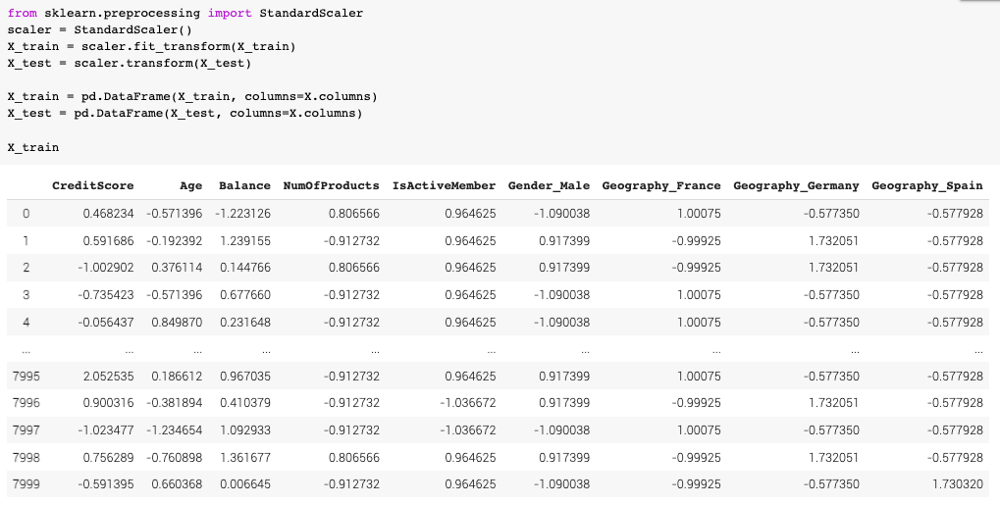 from sklearn.preprocessing import StandardScaler
scaler = StandardScaler()
X_train = scaler.fit_transform(X_train)
X_test = scaler.transform(X_test)
X_train = pd.DataFrame(X_train, columns=X.columns)
X_test = pd.DataFrame(X_test, columns=X.columns)
X_train
CreditScore Age Balance NumOfProducts IsActiveMember Gender_Male Geography_France Geography_Germany Geography_Spain
0 0.468234 -0.571396 -1.223126 0.806566 0.964625 -1.090038 1.00075 -0.577350 -0.577928
1 0.591686 -0.192392 1.239155 -0.912732 0.964625 0.917399 -0.99925 1.732051 -0.577928
2 -1.002902 0.376114 0.144766 0.806566 0.964625 0.917399 -0.99925 1.732051 -0.577928
3 -0.735423 -0.571396 0.677660 -0.912732 0.964625 -1.090038 1.00075 -0.577350 -0.577928
4 -0.056437 0.849870 0.231648 -0.912732 0.964625 -1.090038 1.00075 -0.577350 -0.577928
... ... ... ... ... ... ... ... ... ...
7995 2.052535 0.186612 0.967035 -0.912732 0.964625 0.917399 1.00075 -0.577350 -0.577928
7996 0.900316 -0.381894 0.410379 -0.912732 -1.036672 0.917399 -0.99925 1.732051 -0.577928
7997 -1.023477 -1.234654 1.092933 -0.912732 -1.036672 -1.090038 1.00075 -0.577350 -0.577928
7998 0.756289 -0.760898 1.361677 0.806566 0.964625 0.917399 -0.99925 1.732051 -0.577928
7999 -0.591395 0.660368 0.006645 -0.912732 0.964625 -1.090038 -0.99925 -0.577350 1.730320